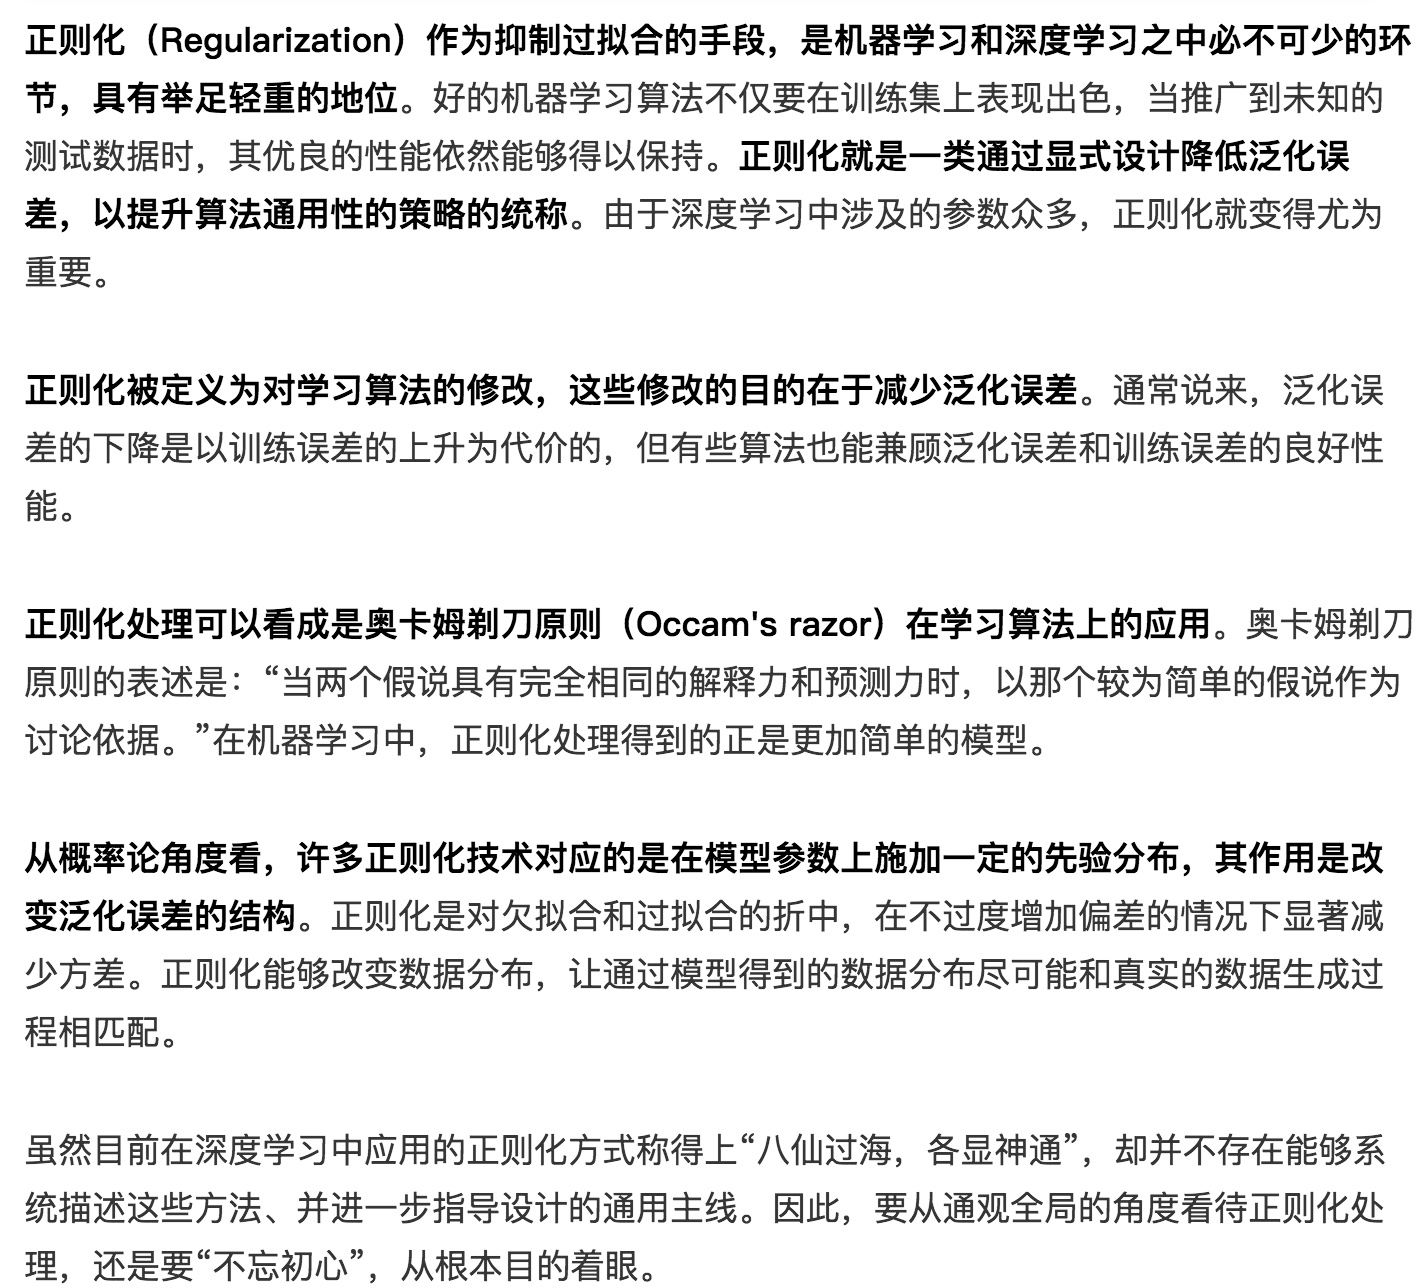 正则化（Regularization）作为抑制过拟合的手段，是机器学习和深度学习之中必不可少的环
节，具有举足轻重的地位。好的机器学习算法不仅要在训练集上表现出色，当推广到未知的
测试数据时，其优良的性能依然能够得以保持。正则化就是一类通过显式设计降低泛化误
差，以提升算法通用性的策略的统称。由于深度学习中涉及的参数众多，正则化就变得尤为
重要。
正则化被定义为对学习算法的修改，这些修改的目的在于减少泛化误差。通常说来，泛化误
差的下降是以训练误差的上升为代价的，但有些算法也能兼顾泛化误差和训练误差的良好性
能。
正则化处理可以看成是奥卡姆剃刀原则（Occam's razor）在学习算法上的应用。奥卡姆剃刀
原则的表述是：“当两个假说具有完全相同的解释力和预测力时，以那个较为简单的假说作为
讨论依据。”在机器学习中，正则化处理得到的正是更加简单的模型。
从概率论角度看，许多正则化技术对应的是在模型参数上施加一定的先验分布，其作用是改
变泛化误差的结构。正则化是对欠拟合和过拟合的折中，在不过度增加偏差的情况下显著减
少方差。正则化能够改变数据分布，让通过模型得到的数据分布尽可能和真实的数据生成过
程相匹配。
虽然目前在深度学习中应用的正则化方式称得上“八仙过海，各显神通”，却并不存在能够系
统描述这些方法、并进一步指导设计的通用主线。因此，要从通观全局的角度看待正则化处
理，还是要“不忘初心”，从根本目的着眼。